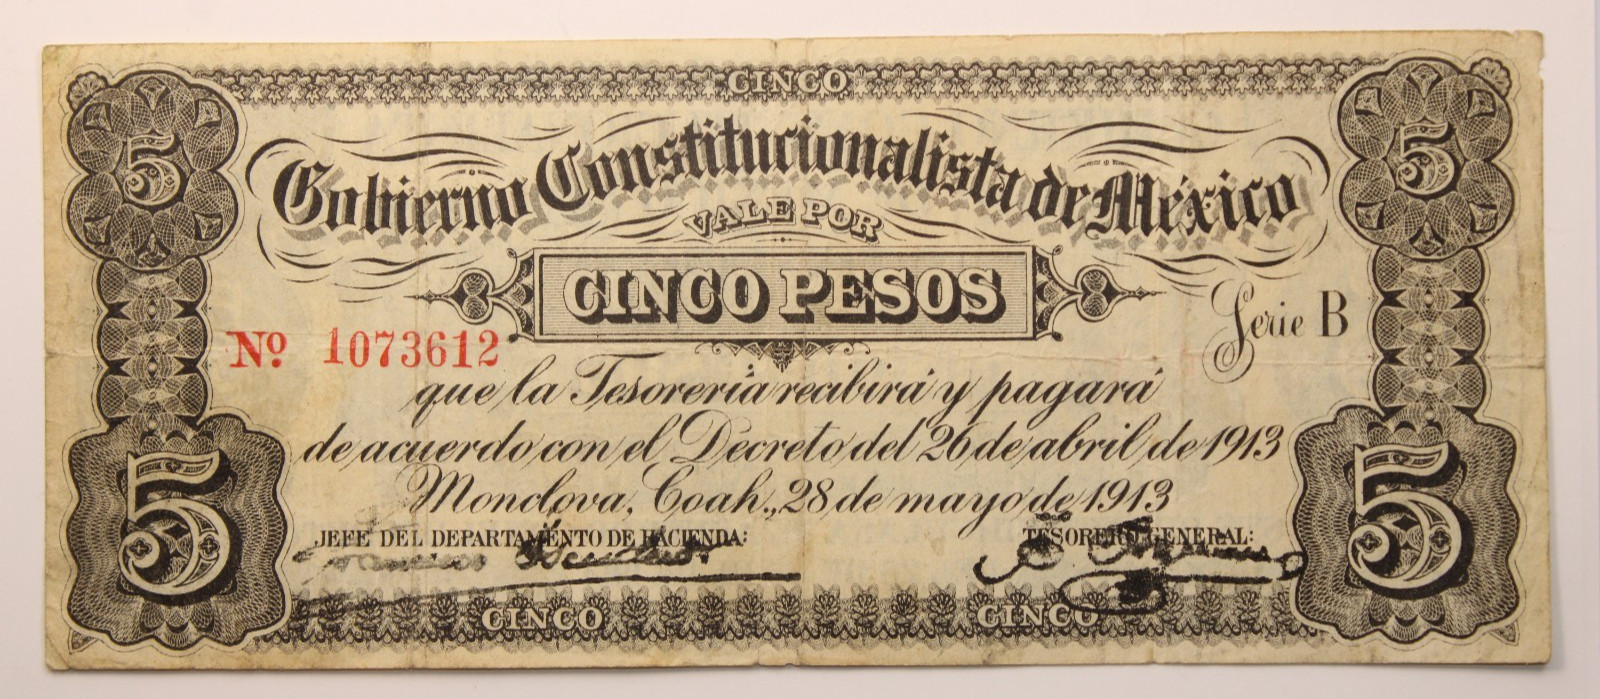 CINCO
5
5
Gobierno Constitucionalista de México
VALE POR
CINCO PESOS
Nº 1073612
Serie B
que la Tesorería recibirá y pagará
de acuerdo con el Decreto del 26 de abril de 1913
Monclova, Coah., 28 de mayo de 1913
JEFE DEL DEPARTAMENTO DE HACIENDA:
TESORERO GENERAL:
5
5
CINCO
CINCO